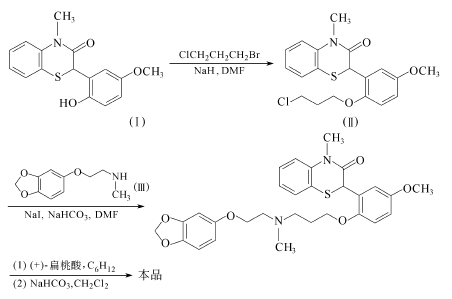 CH₃
N
O
S
OCH₃
HO
(Ⅰ)
ClCH₂CH₂CH₂Br
NaH, DMF
CH₃
N
O
S
OCH₃
Cl
O
(Ⅱ)
O
O
O
NH
CH₃
(Ⅲ)
NaI, NaHCO₃, DMF
CH₃
N
O
S
OCH₃
O
O
O
N
CH₃
O
(1) (+)-扁桃酸,C₆H₁₂
(2) NaHCO₃,CH₂Cl₂
本品